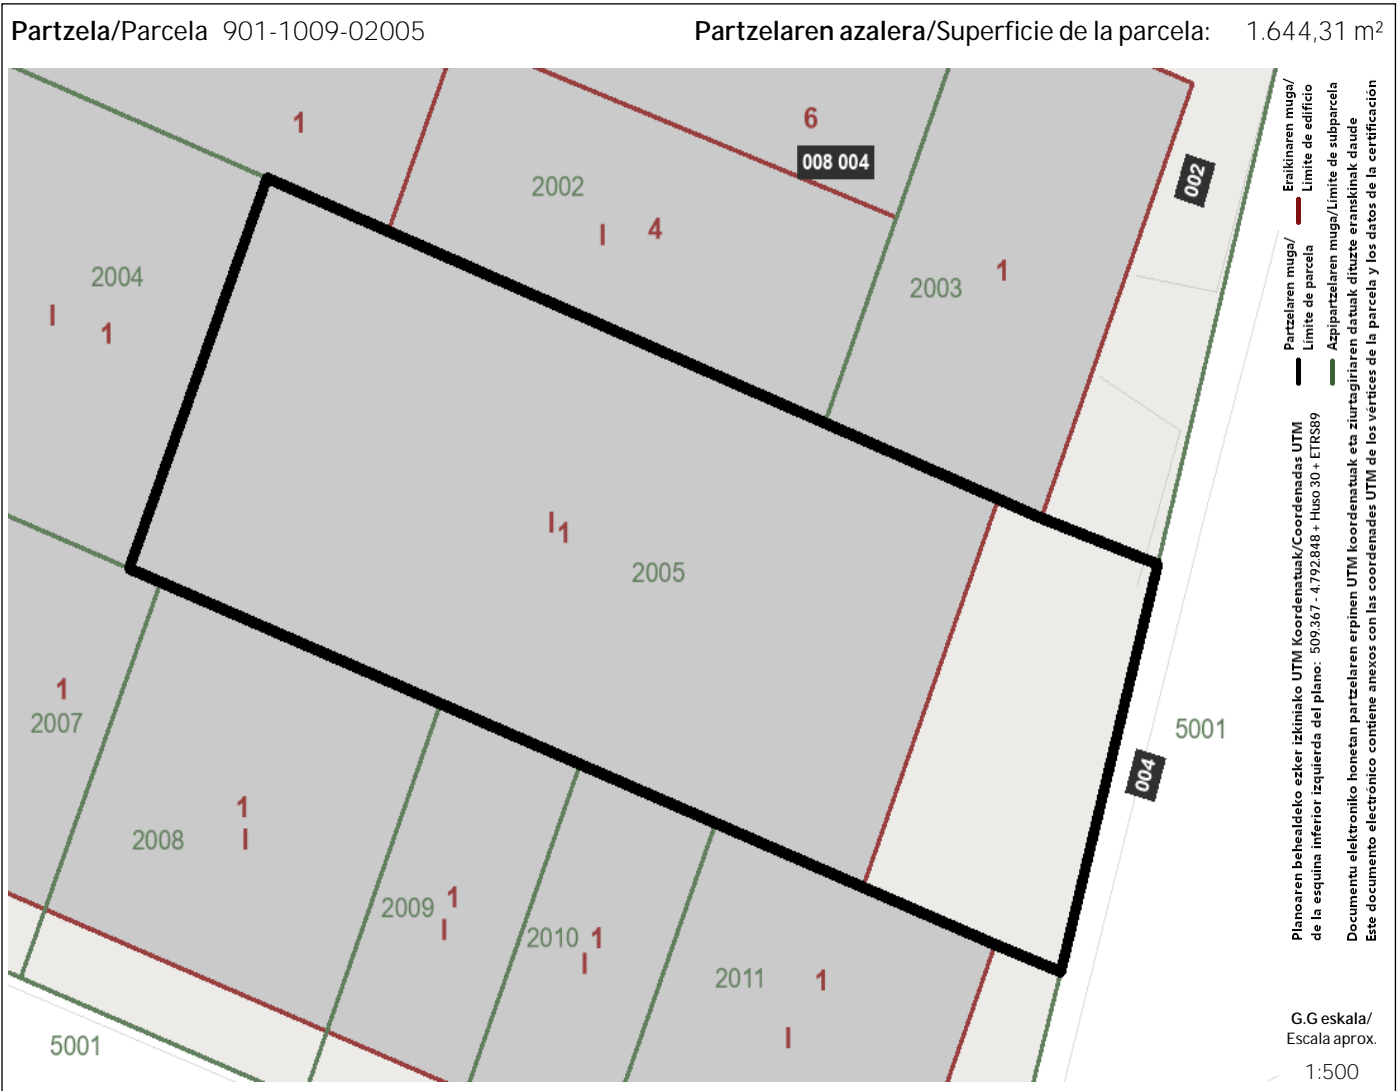 Partzela/Parcela 901-1009-02005
Partzelaren azalera/Superficie de la parcela: 1.644,31 m²
1
6
008 004
002
2002
I 4
2003
1
2004
I
1
I1
2005
5001
004
1
2007
1
2008
I
2009
1
I
2010
1
I
2011
1
I
5001
Partzelaren muga/
Límite de parcela
Eraikinaren muga/
Límite de edificio
Azpipartzelaren muga/Límite de subparcela
Planoaren behealdeko ezker izkiniako UTM Koordenatuak/Coordenadas UTM
de la esquina inferior izquierda del plano: 509.367 - 4.792.848 + Huso 30 + ETRS89
Documentu elektroniko honetan partzelaren erpinen UTM koordenatuak eta ziurtagiriaren datuak dituzte eranskinak daude
Este documento electrónico contiene anexos con las coordenades UTM de los vértices de la parcela y los datos de la certificación
G.G eskala/
Escala aprox.
1:500